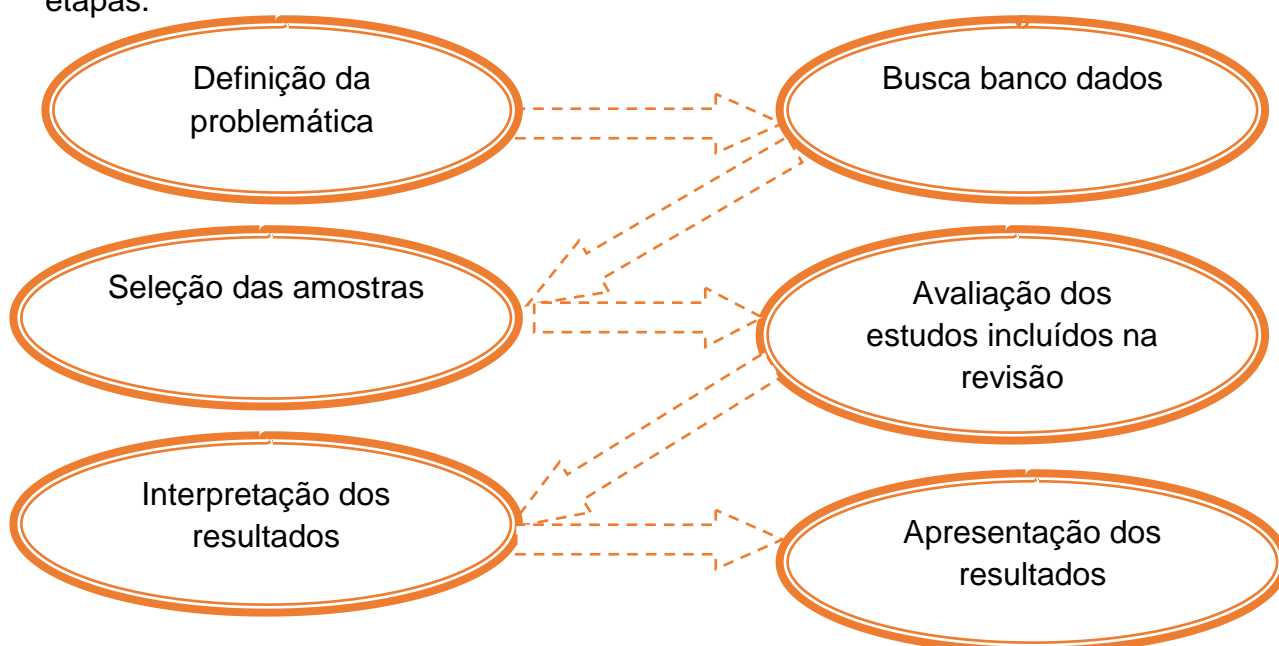 etapas:
Definição da
problemática
Busca banco dados
Seleção das amostras
Avaliação dos
estudos incluídos na
revisão
Interpretação dos
resultados
Apresentação dos
resultados